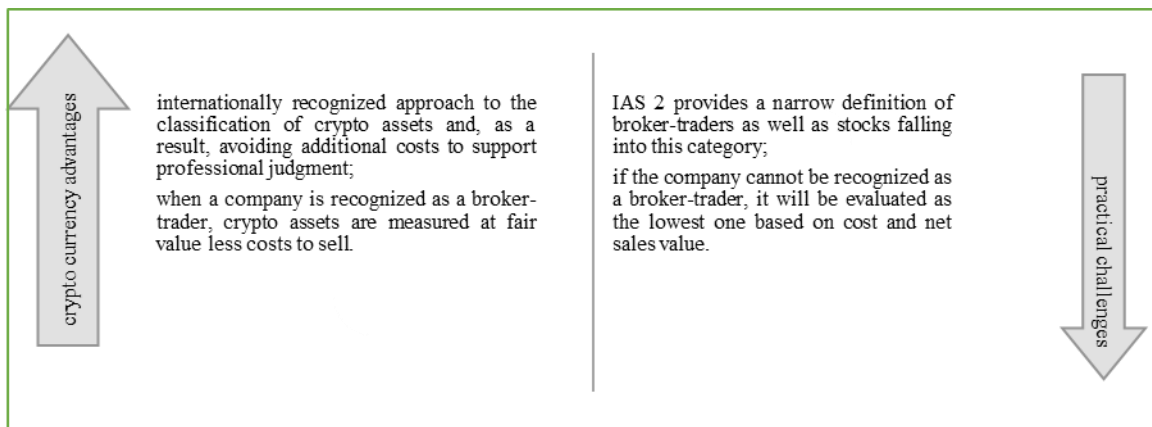 crypto currency advantages
internationally recognized approach to the
classification of crypto assets and, as a
result, avoiding additional costs to support
professional judgment;
when a company is recognized as a broker-
trader, crypto assets are measured at fair
value less costs to sell.
IAS 2 provides a narrow definition of
broker-traders as well as stocks falling
into this category;
if the company cannot be recognized as
a broker-trader, it will be evaluated as
the lowest one based on cost and net
sales value.
practical challenges